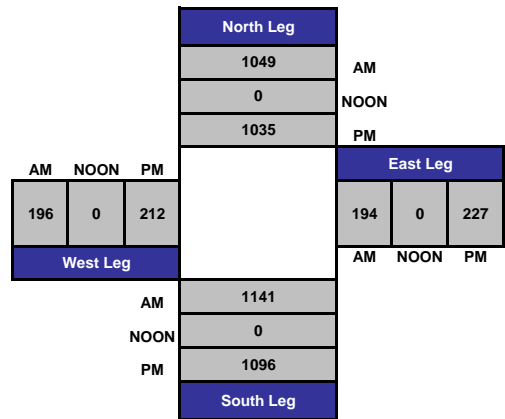 North Leg
1049 AM
0 NOON
1035 PM
East Leg
AM NOON PM
196 0 212
194 0 227
West Leg
AM NOON PM
AM 1141
NOON 0
PM 1096
South Leg